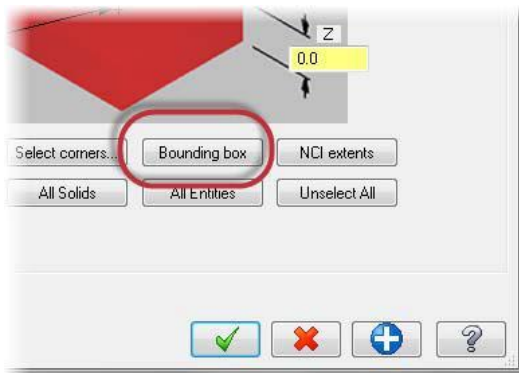 Z
0.0
Select corners... Bounding box NCI extents
All Solids All Entities Unselect All